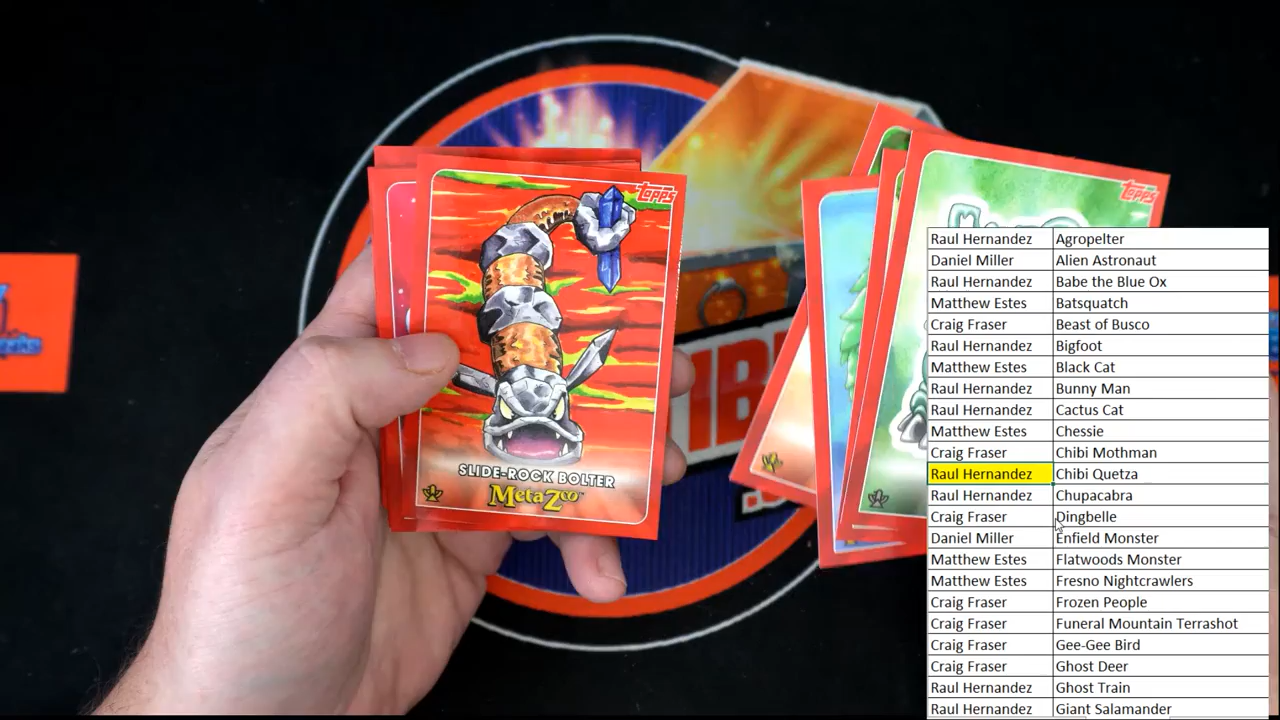 topps
SLIDE-ROCK BOLTER
MetaZoo
topps
IB
Raul Hernandez Agropelter
Daniel Miller Alien Astronaut
Raul Hernandez Babe the Blue Ox
Matthew Estes Batsquatch
Craig Fraser Beast of Busco
Raul Hernandez Bigfoot
Matthew Estes Black Cat
Raul Hernandez Bunny Man
Raul Hernandez Cactus Cat
Matthew Estes Chessie
Craig Fraser Chibi Mothman
Raul Hernandez Chibi Quetza
Raul Hernandez Chupacabra
Craig Fraser Dingbelle
Daniel Miller Enfield Monster
Matthew Estes Flatwoods Monster
Matthew Estes Fresno Nightcrawlers
Craig Fraser Frozen People
Craig Fraser Funeral Mountain Terrashot
Craig Fraser Gee-Gee Bird
Craig Fraser Ghost Deer
Raul Hernandez Ghost Train
Raul Hernandez Giant Salamander